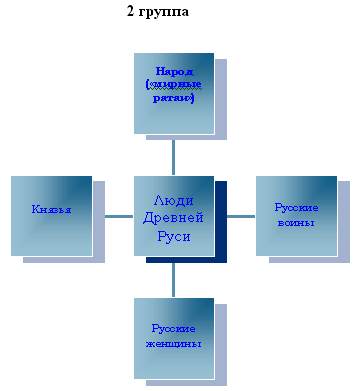 2 группа
Народ
(«мирные
ратаи»)
Князья
Люди
Древней
Руси
Русские
воины
Русские
женщины